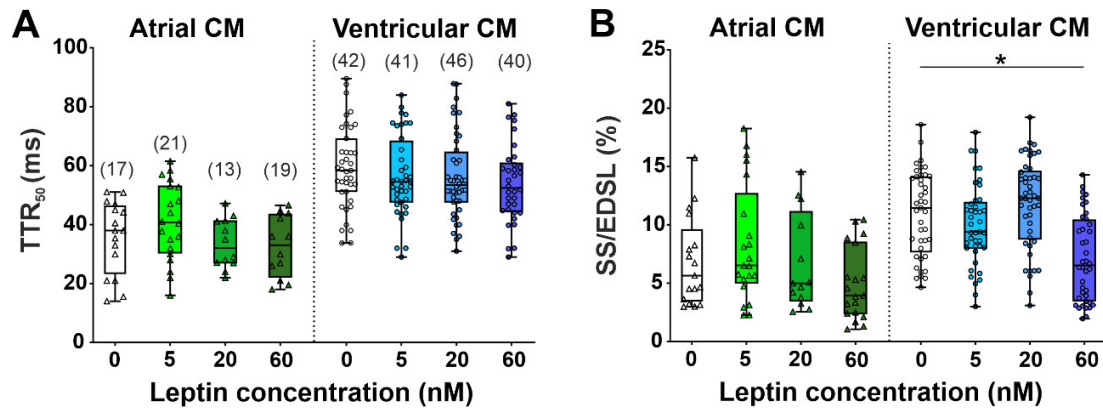 A
Atrial CM
Ventricular CM
TTR50 (ms)
100
80
60
40
20
0
(17)
(21)
(13)
(19)
(42)
(41)
(46)
(40)
0 5 20 60 0 5 20 60
Leptin concentration (nM)
B
Atrial CM
Ventricular CM
SS/EDSL (%)
25
20
15
10
5
0
*
0 5 20 60 0 5 20 60
Leptin concentration (nM)